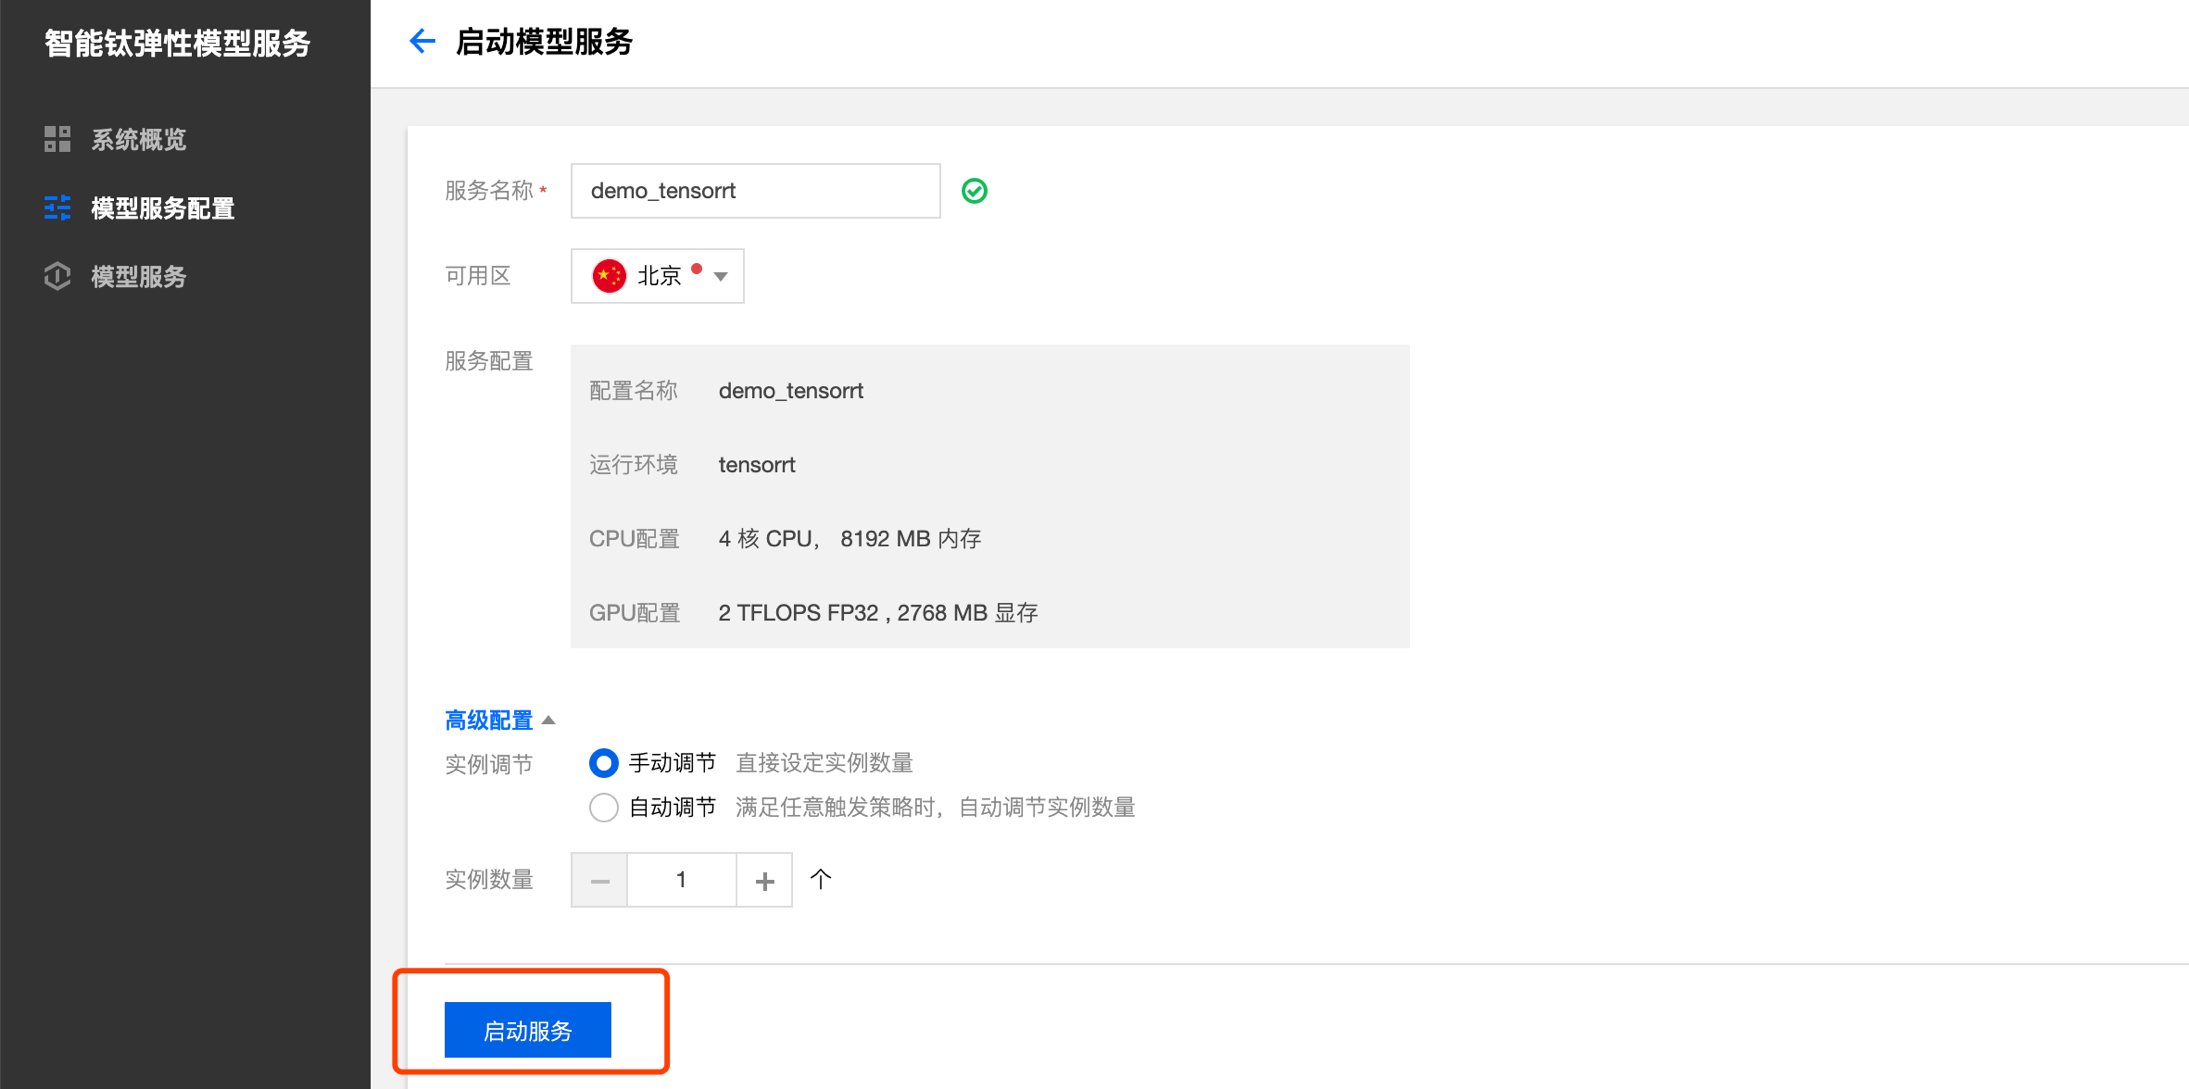 智能钛弹性模型服务
系统概览
模型服务配置
模型服务
启动模型服务
服务名称* demo_tensorrt
可用区 北京
服务配置
配置名称 demo_tensorrt
运行环境 tensorrt
CPU配置 4 核 CPU， 8192 MB 内存
GPU配置 2 TFLOPS FP32 , 2768 MB 显存
高级配置
实例调节 手动调节 直接设定实例数量
自动调节 满足任意触发策略时，自动调节实例数量
实例数量 1 个
启动服务